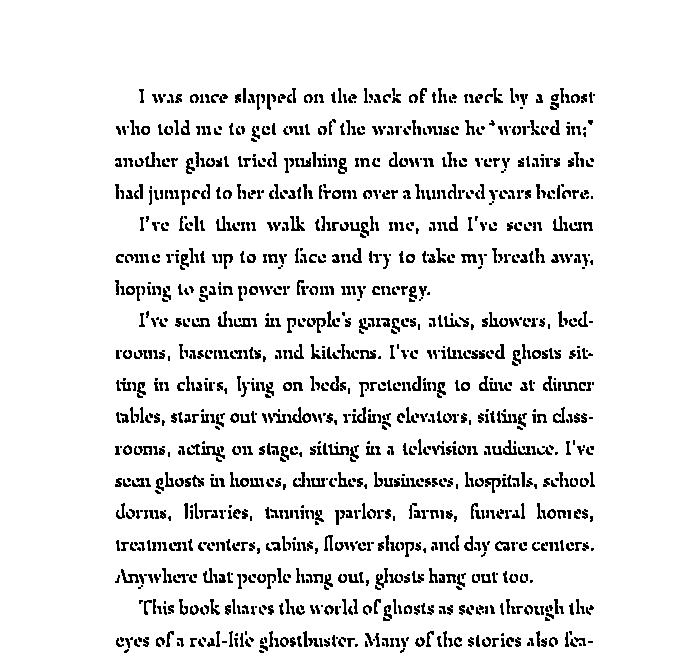 I was once slapped on the back of the neck by a ghost
who told me to get out of the warehouse he "worked in;"
another ghost tried pushing me down the very stairs she
had jumped to her death from over a hundred years before.
I've felt them walk through me, and I've seen them
come right up to my face and try to take my breath away,
hoping to gain power from my energy.
I've seen them in people's garages, attics, showers, bed-
rooms, basements, and kitchens. I've witnessed ghosts sit-
ting in chairs, lying on beds, pretending to dine at dinner
tables, staring out windows, riding elevators, sitting in class-
rooms, acting on stage, sitting in a television audience. I've
seen ghosts in homes, churches, businesses, hospitals, school
dorms, libraries, tanning parlors, farms, funeral homes,
treatment centers, cabins, flower shops, and day care centers.
Anywhere that people hang out, ghosts hang out too.
This book shares the world of ghosts as seen through the
eyes of a real-life ghostbuster. Many of the stories also fea-